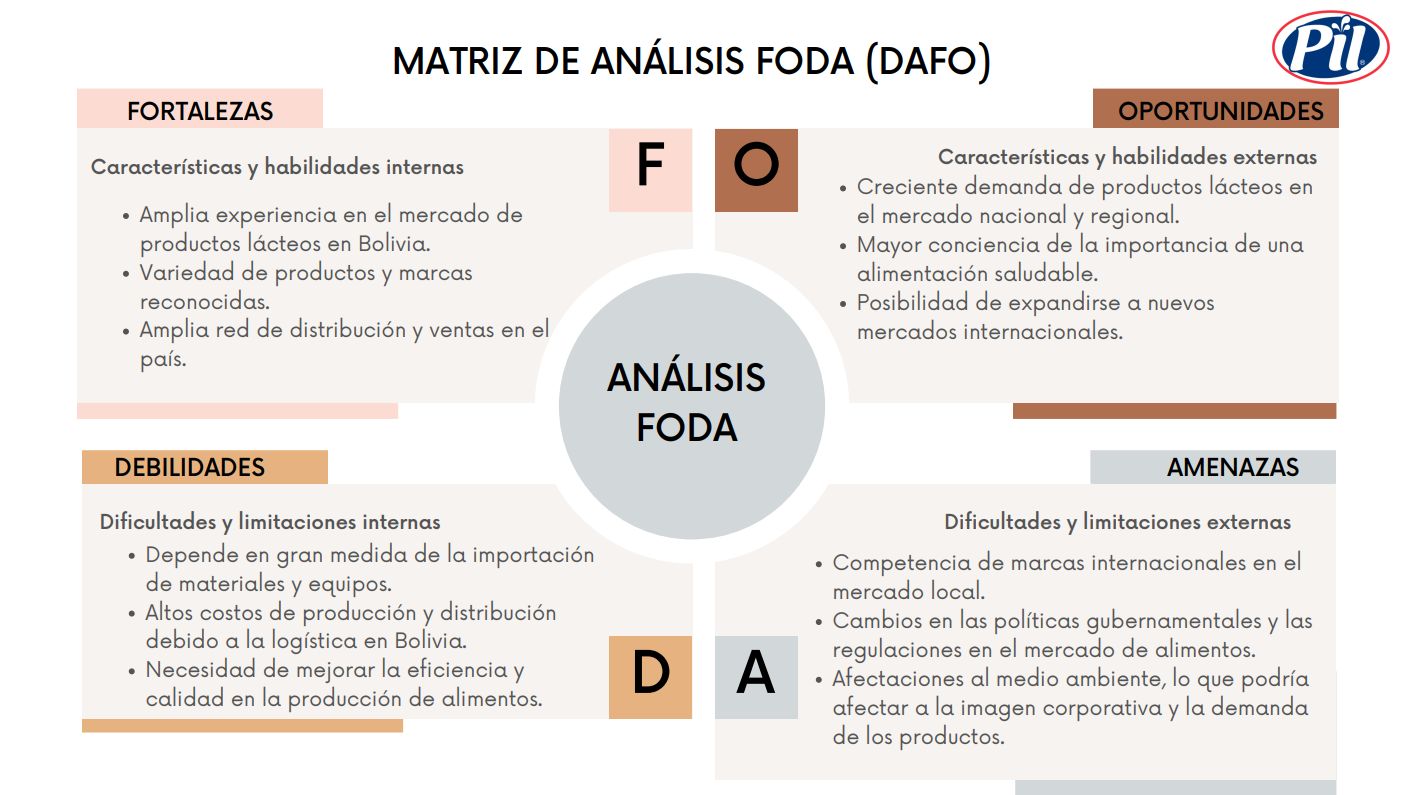 MATRIZ DE ANÁLISIS FODA (DAFO)
Pil
FORTALEZAS
F
Características y habilidades internas
• Amplia experiencia en el mercado de
productos lácteos en Bolivia.
• Variedad de productos y marcas
reconocidas.
• Amplia red de distribución y ventas en el
país.
OPORTUNIDADES
O
Características y habilidades externas
• Creciente demanda de productos lácteos en
el mercado nacional y regional.
• Mayor conciencia de la importancia de una
alimentación saludable.
• Posibilidad de expandirse a nuevos
mercados internacionales.
ANÁLISIS
FODA
DEBILIDADES
Dificultades y limitaciones internas
• Depende en gran medida de la importación
de materiales y equipos.
• Altos costos de producción y distribución
debido a la logística en Bolivia.
• Necesidad de mejorar la eficiencia y
calidad en la producción de alimentos.
D
AMENAZAS
Dificultades y limitaciones externas
• Competencia de marcas internacionales en el
mercado local.
• Cambios en las políticas gubernamentales y las
regulaciones en el mercado de alimentos.
• Afectaciones al medio ambiente, lo que podría
afectar a la imagen corporativa y la demanda
de los productos.
A